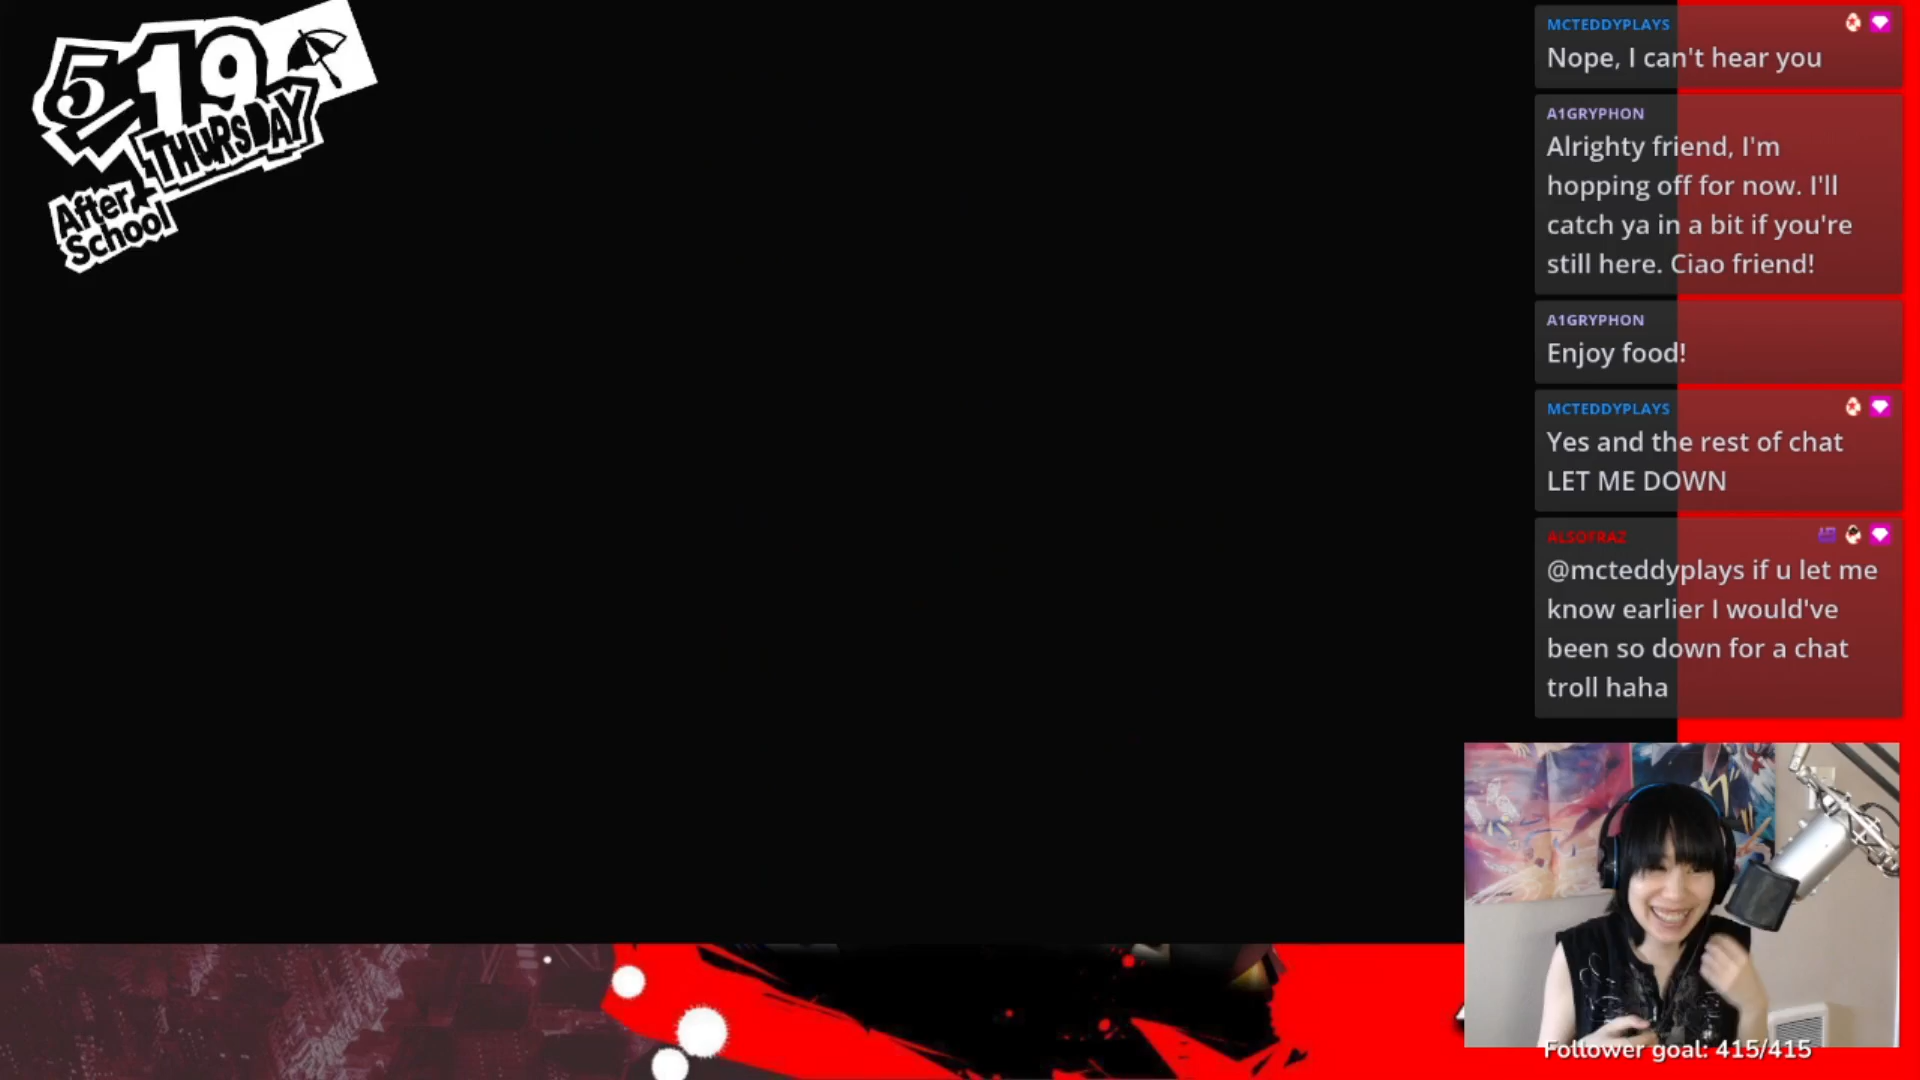 5/19
THURSDAY
After
School
MCTEDDYPLAYS
Nope, I can't hear you
A1GRYPHON
Alrighty friend, I'm
hopping off for now. I'll
catch ya in a bit if you're
still here. Ciao friend!
A1GRYPHON
Enjoy food!
MCTEDDYPLAYS
Yes and the rest of chat
LET ME DOWN
ALSOFRAZ
@mcteddyplays if u let me
know earlier I would've
been so down for a chat
troll haha
Follower goal: 415/415